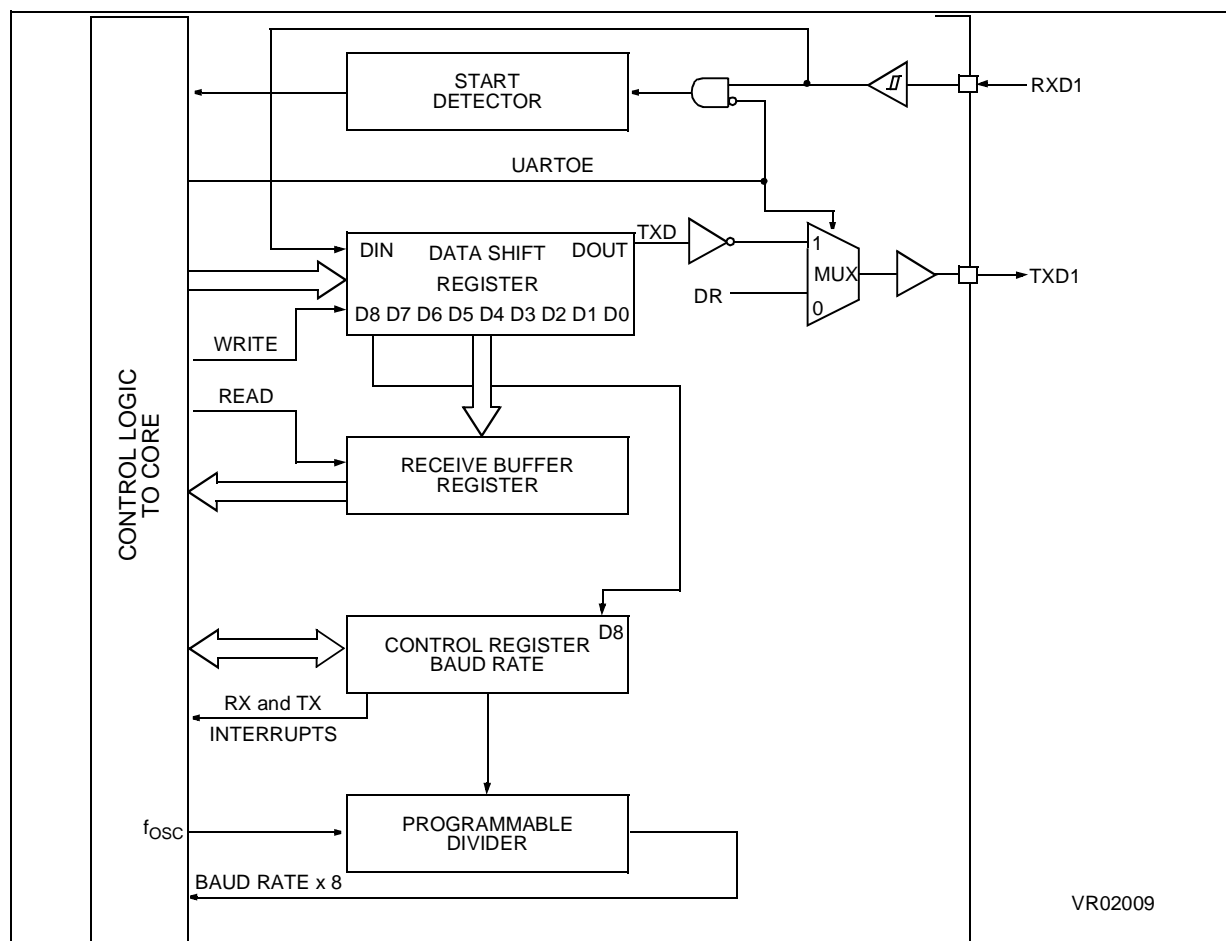 START
DETECTOR
RXD1
UARTOE
TXD
DIN DATA SHIFT DOUT
REGISTER
D8 D7 D6 D5 D4 D3 D2 D1 D0
1
MUX
0
DR
TXD1
WRITE
READ
CONTROL LOGIC
TO CORE
RECEIVE BUFFER
REGISTER
D8
CONTROL REGISTER
BAUD RATE
RX and TX
INTERRUPTS
fOSC
PROGRAMMABLE
DIVIDER
BAUD RATE x 8
VR02009